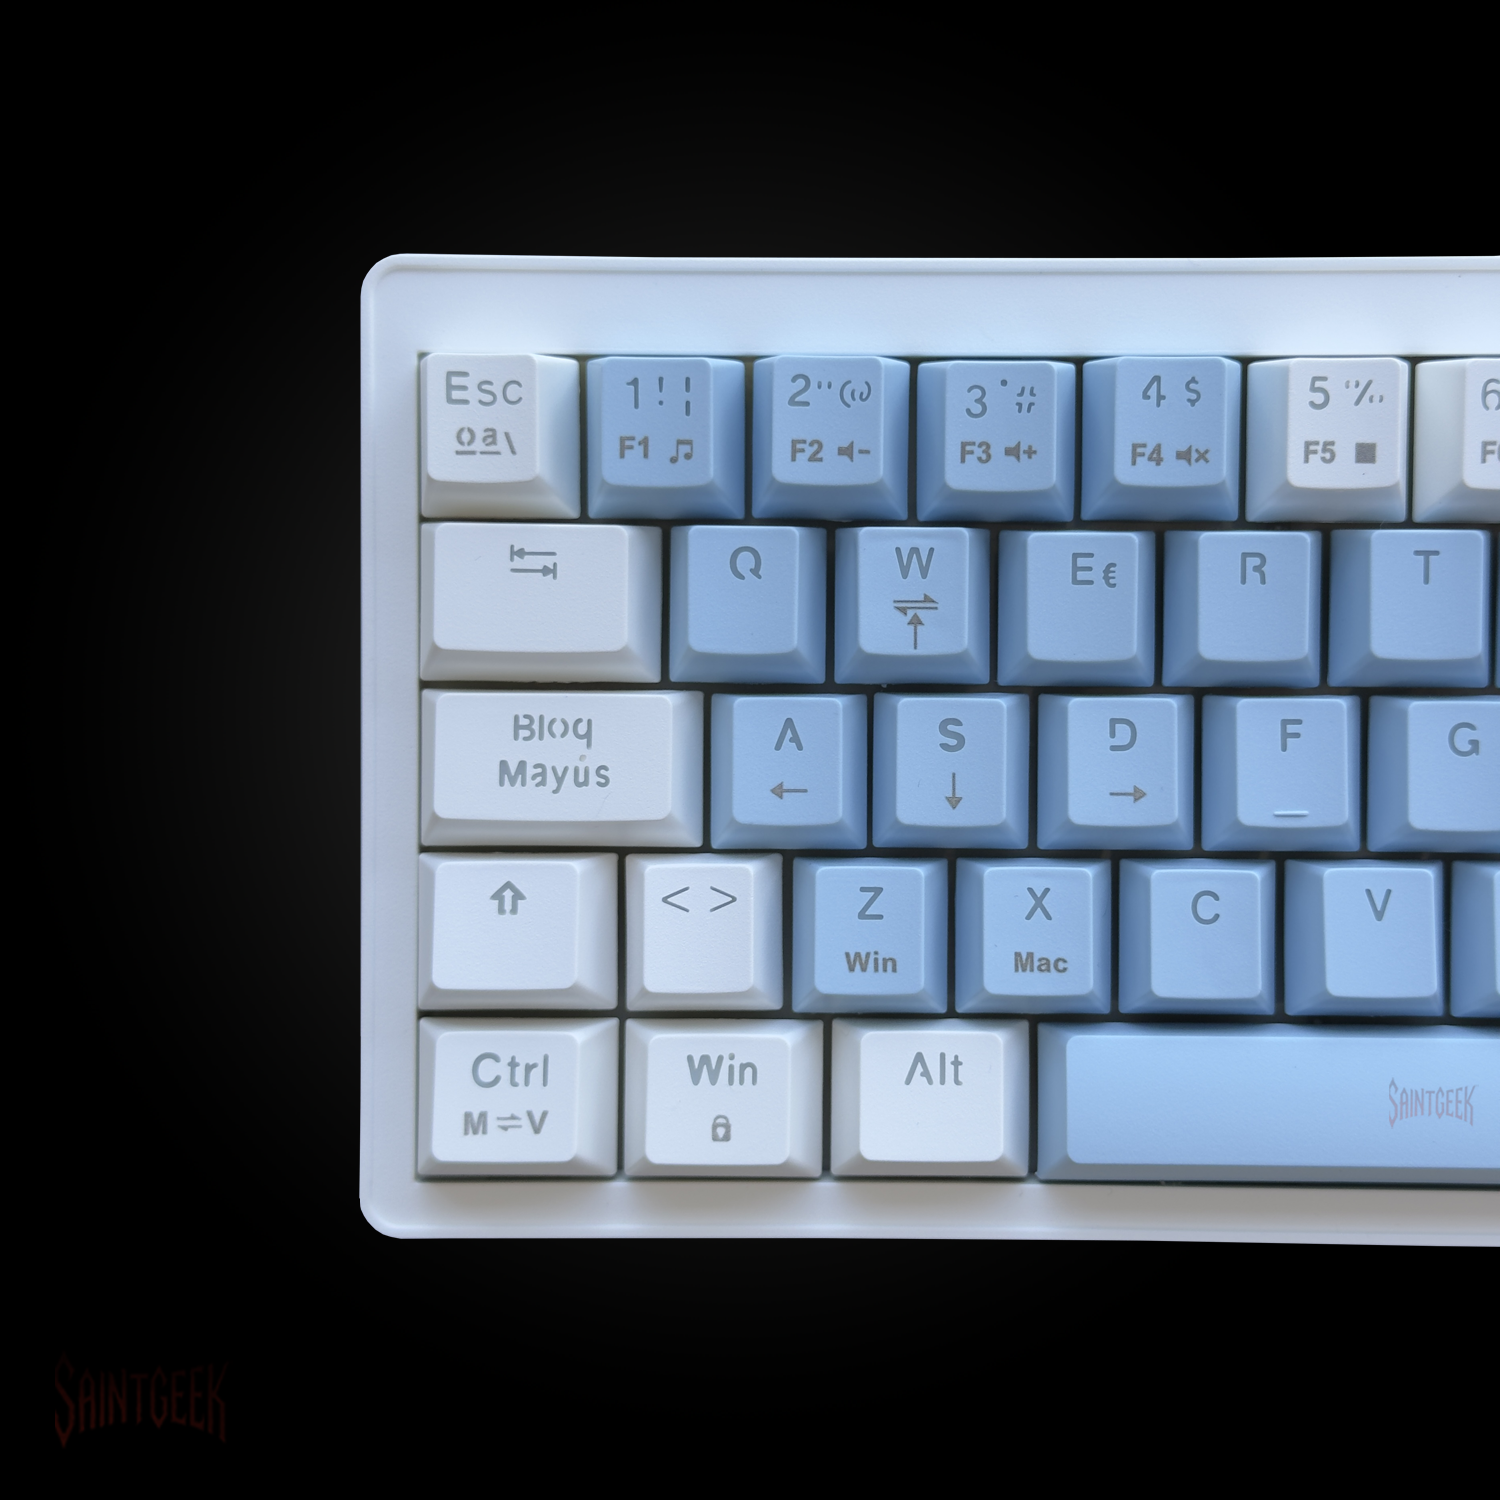 Esc 1 ! | 2 " @ 3 · # 4 $ 5 %
ºª\ F1 F2 F3 F4 F5
Q W E € R T
Bloq A S D F G
Mayús
< > Z X C V
Win Mac
Ctrl Win Alt
M ⇌ V
SAINTGEEK
SAINTGEEK